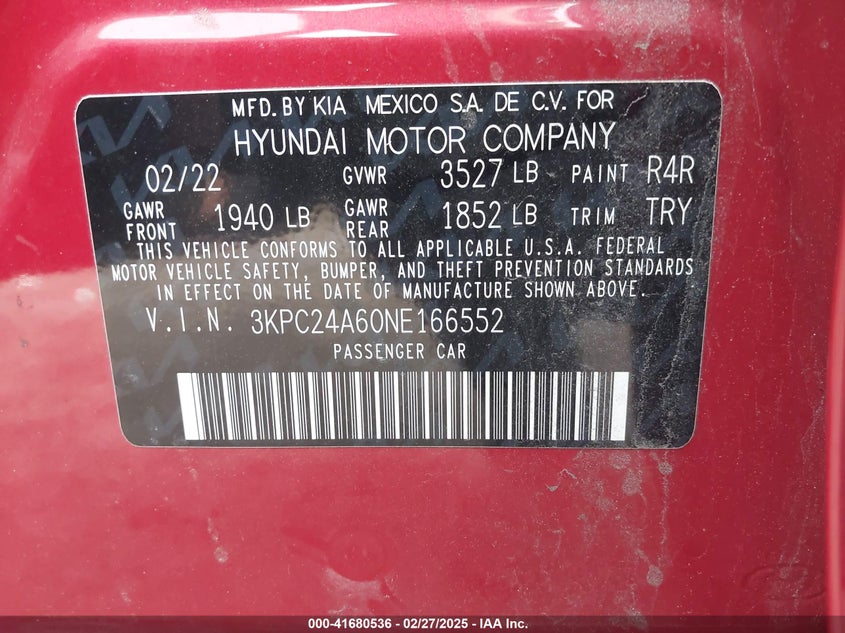 MFD. BY KIA MEXICO S.A. DE C.V. FOR
HYUNDAI MOTOR COMPANY
02/22 GVWR 3527 LB PAINT R4R
GAWR FRONT 1940 LB GAWR REAR 1852 LB TRIM TRY
THIS VEHICLE CONFORMS TO ALL APPLICABLE U.S.A. FEDERAL
MOTOR VEHICLE SAFETY, BUMPER, AND THEFT PREVENTION STANDARDS
IN EFFECT ON THE DATE OF MANUFACTURE SHOWN ABOVE.
V.I.N. 3KPC24A60NE166552
PASSENGER CAR
000-41680536 - 02/27/2025 - IAA Inc.